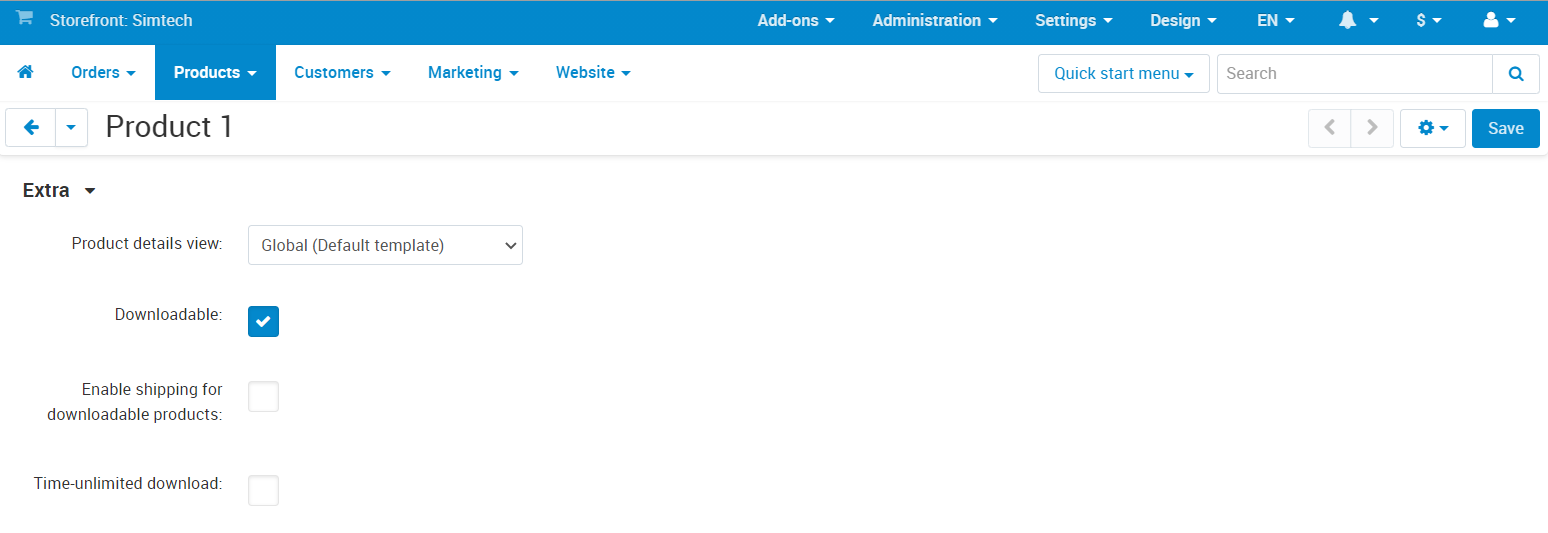 Storefront: Simtech Add-ons Administration Settings Design EN $
Orders Products Customers Marketing Website Quick start menu Search
Product 1 Save
Extra
Product details view: Global (Default template)
Downloadable:
Enable shipping for
downloadable products:
Time-unlimited download: